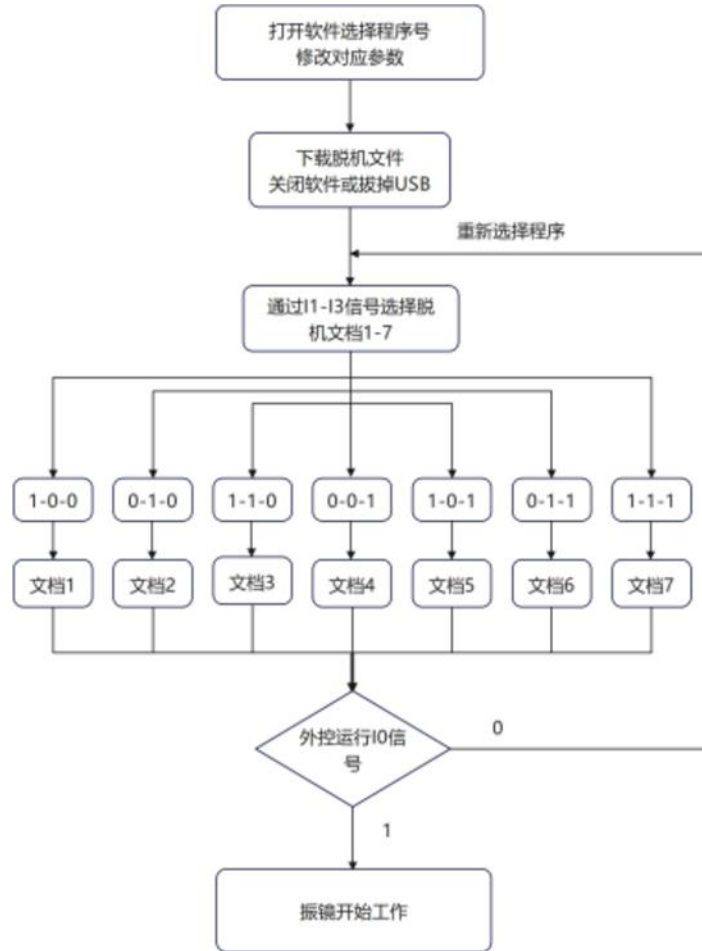 打开软件选择程序号
修改对应参数
下载脱机文件
关闭软件或拔掉USB
重新选择程序
通过I1-I3信号选择脱
机文档1-7
1-0-0
0-1-0
1-1-0
0-0-1
1-0-1
0-1-1
1-1-1
文档1
文档2
文档3
文档4
文档5
文档6
文档7
外控运行I0信
号
0
1
振镜开始工作